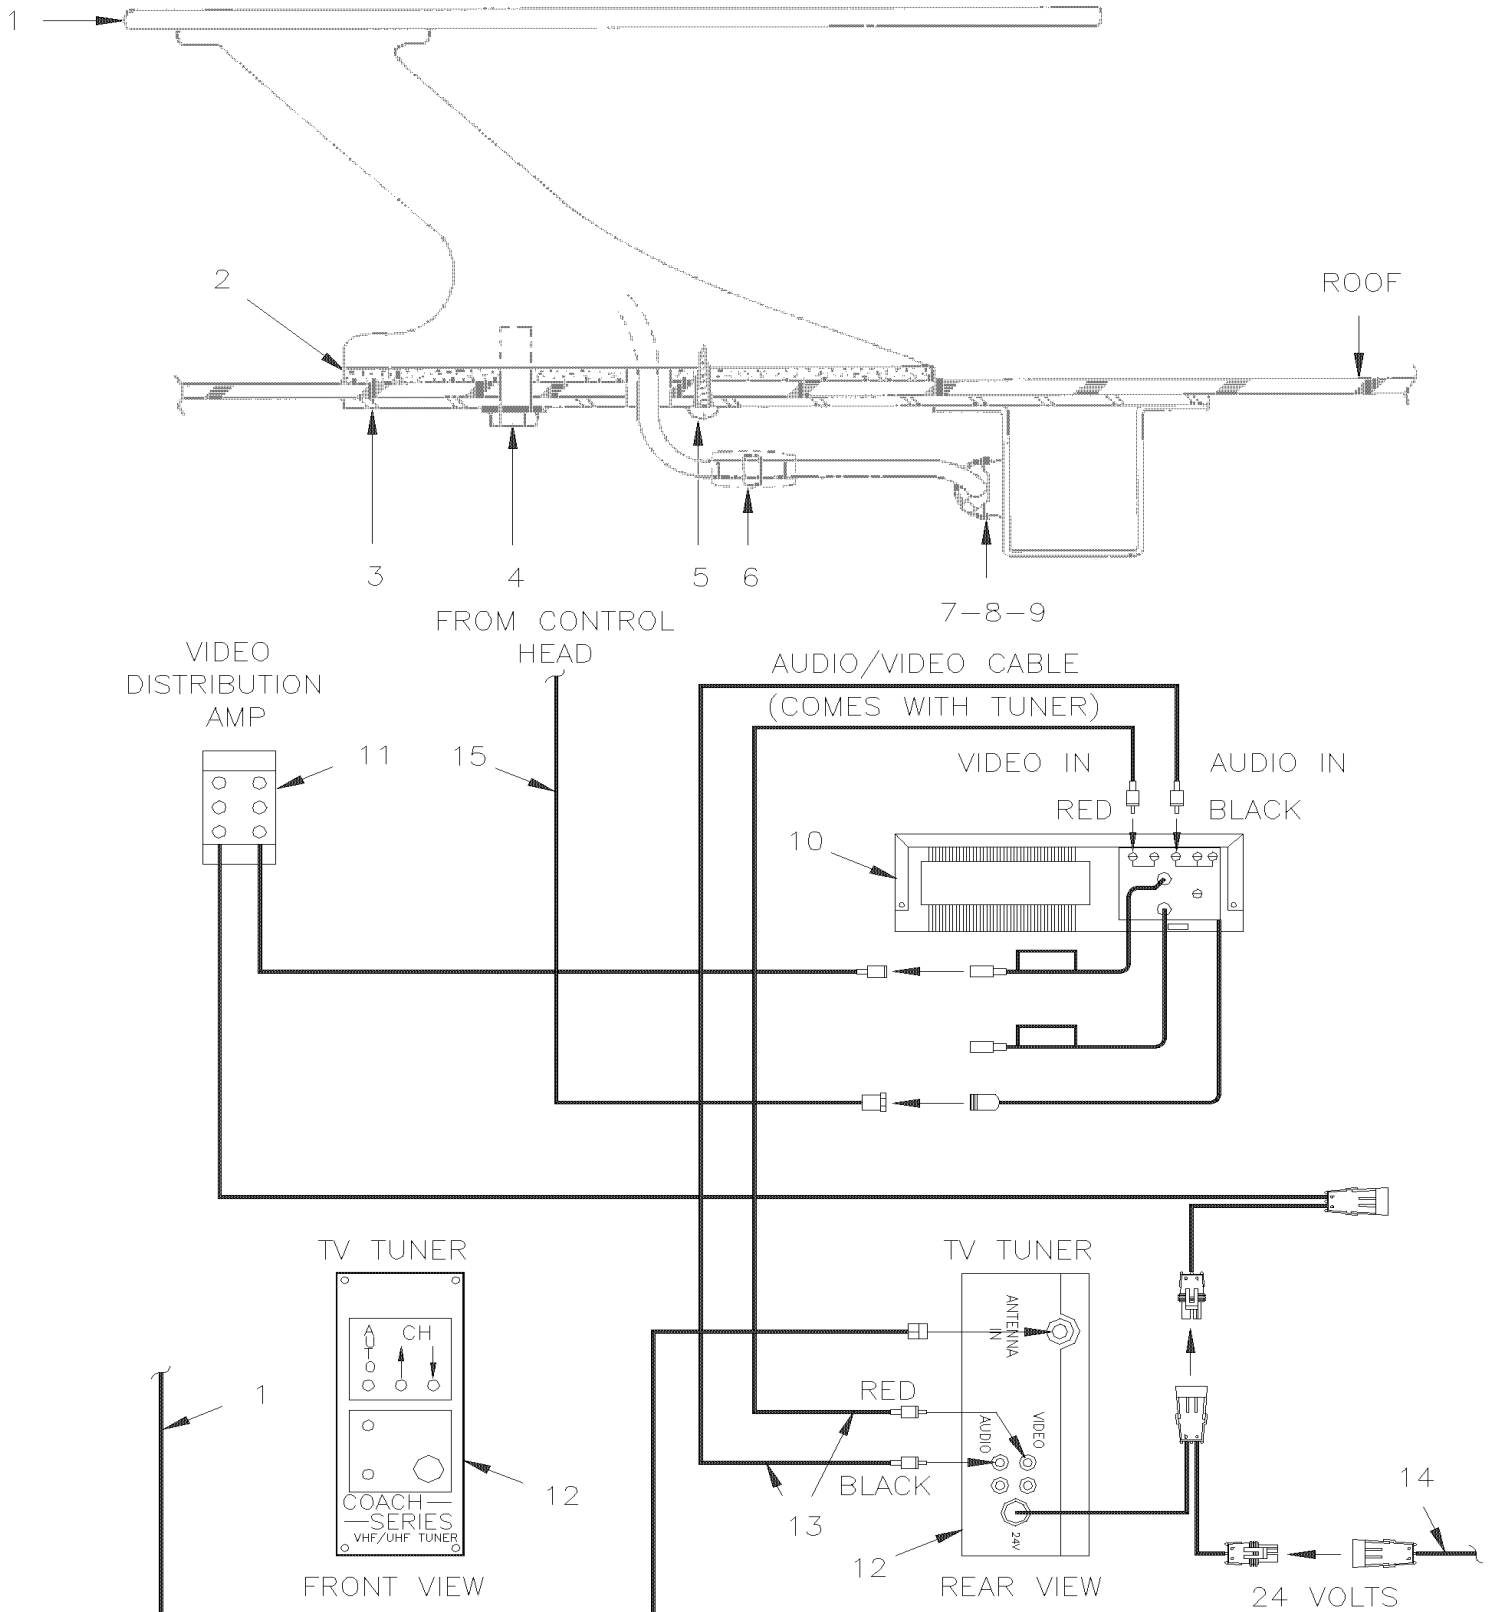 1
2
ROOF
3
4
5
6
7-8-9
FROM CONTROL
HEAD
VIDEO
DISTRIBUTION
AMP
AUDIO/VIDEO CABLE
(COMES WITH TUNER)
11
15
VIDEO IN
AUDIO IN
RED
BLACK
10
TV TUNER
TV TUNER
ANTENNA
IN
AUTO
CH
1
RED
AUDIO
VIDEO
BLACK
12
13
14
COACH
SERIES
VHF/UHF TUNER
24V
12
FRONT VIEW
REAR VIEW
24 VOLTS